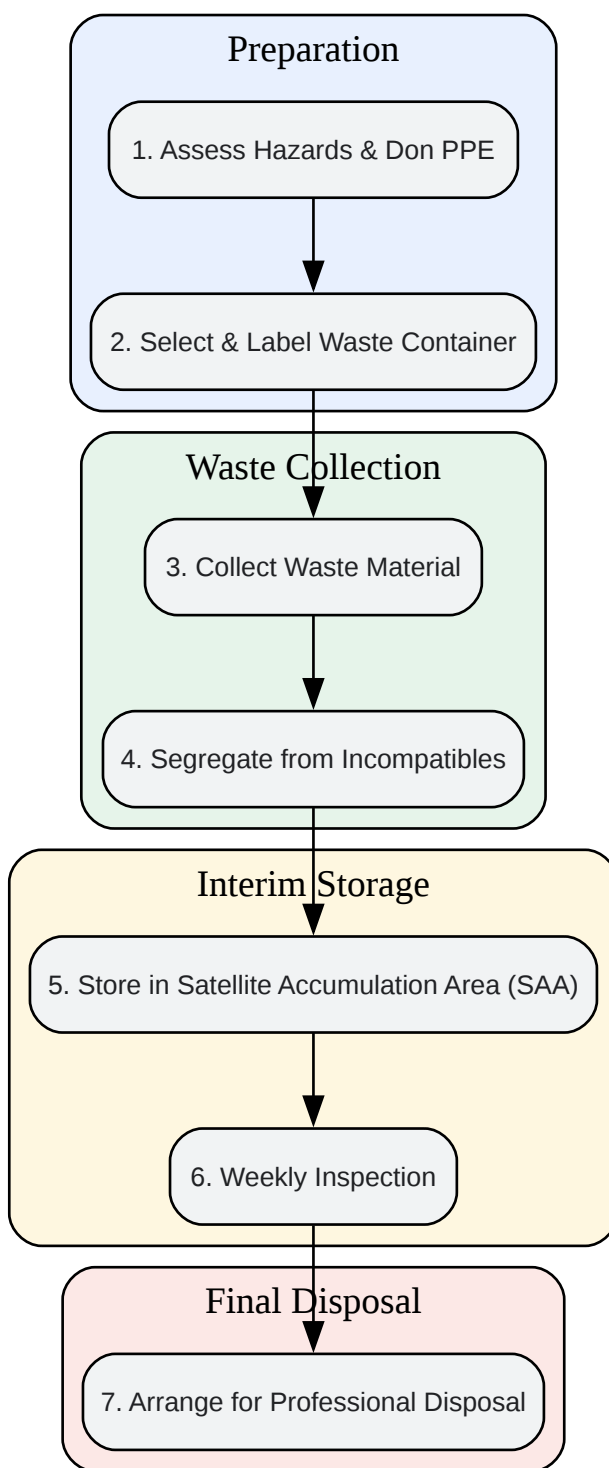 Preparation
1. Assess Hazards & Don PPE
2. Select & Label Waste Container
Waste Collection
3. Collect Waste Material
4. Segregate from Incompatibles
Interim Storage
5. Store in Satellite Accumulation Area (SAA)
6. Weekly Inspection
Final Disposal
7. Arrange for Professional Disposal